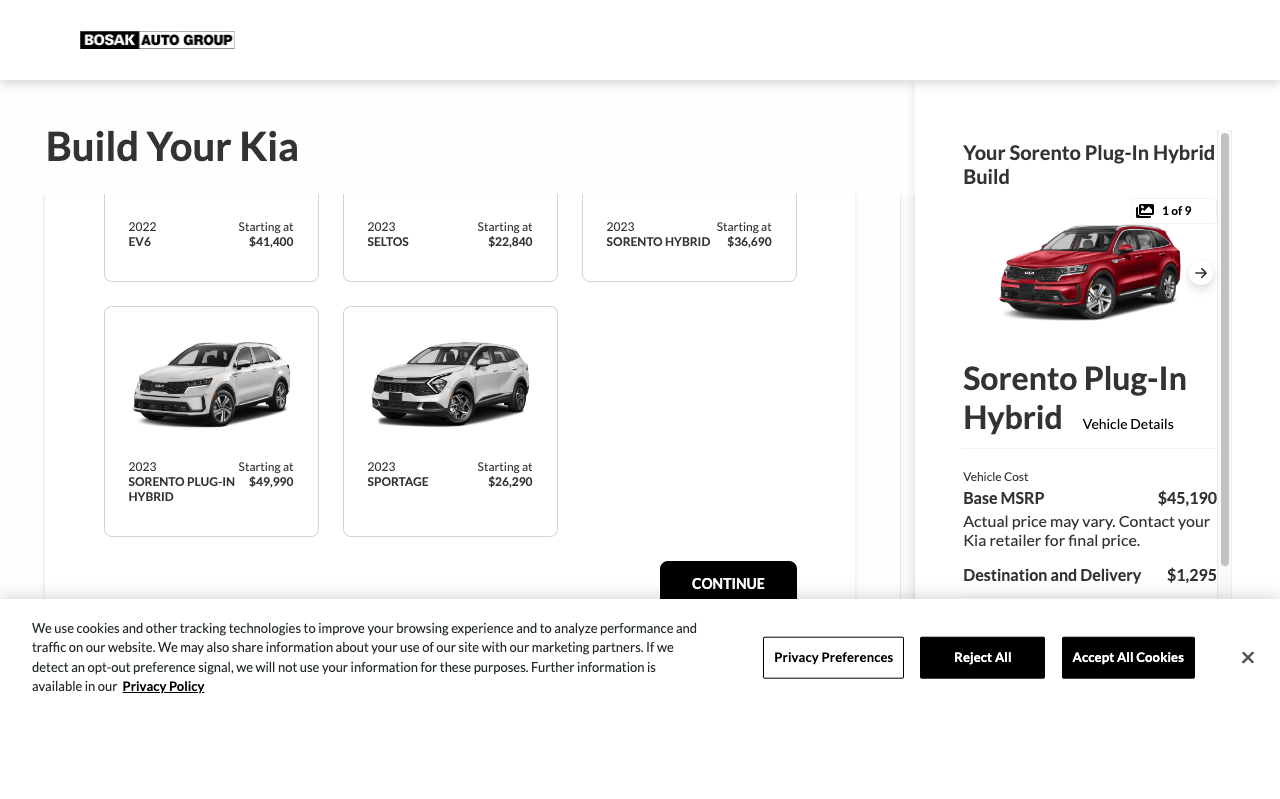 BOSAK AUTO GROUP
Build Your Kia
2022
EV6
Starting at
$41,400
2023
SELTOS
Starting at
$22,840
2023
SORENTO HYBRID
Starting at
$36,690
2023
SORENTO PLUG-IN
HYBRID
Starting at
$49,990
2023
SPORTAGE
Starting at
$26,290
CONTINUE
Your Sorento Plug-In Hybrid
Build
1 of 9
Sorento Plug-In
Hybrid
Vehicle Details
Vehicle Cost
Base MSRP
$45,190
Actual price may vary. Contact your
Kia retailer for final price.
Destination and Delivery
$1,295
We use cookies and other tracking technologies to improve your browsing experience and to analyze performance and
traffic on our website. We may also share information about your use of our site with our marketing partners. If we
detect an opt-out preference signal, we will not use your information for these purposes. Further information is
available in our Privacy Policy
Privacy Preferences
Reject All
Accept All Cookies